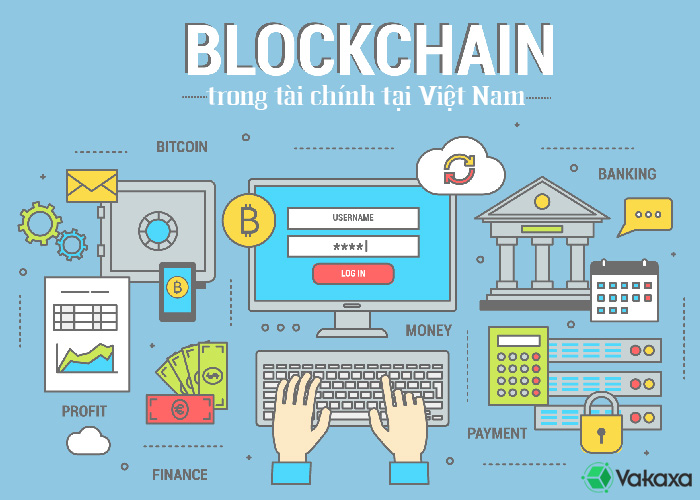 BLOCKCHAIN
trong tài chính tại Việt Nam
BITCOIN
BANKING
USERNAME
****
LOG IN
MONEY
PROFIT
PAYMENT
FINANCE
Vakaxa